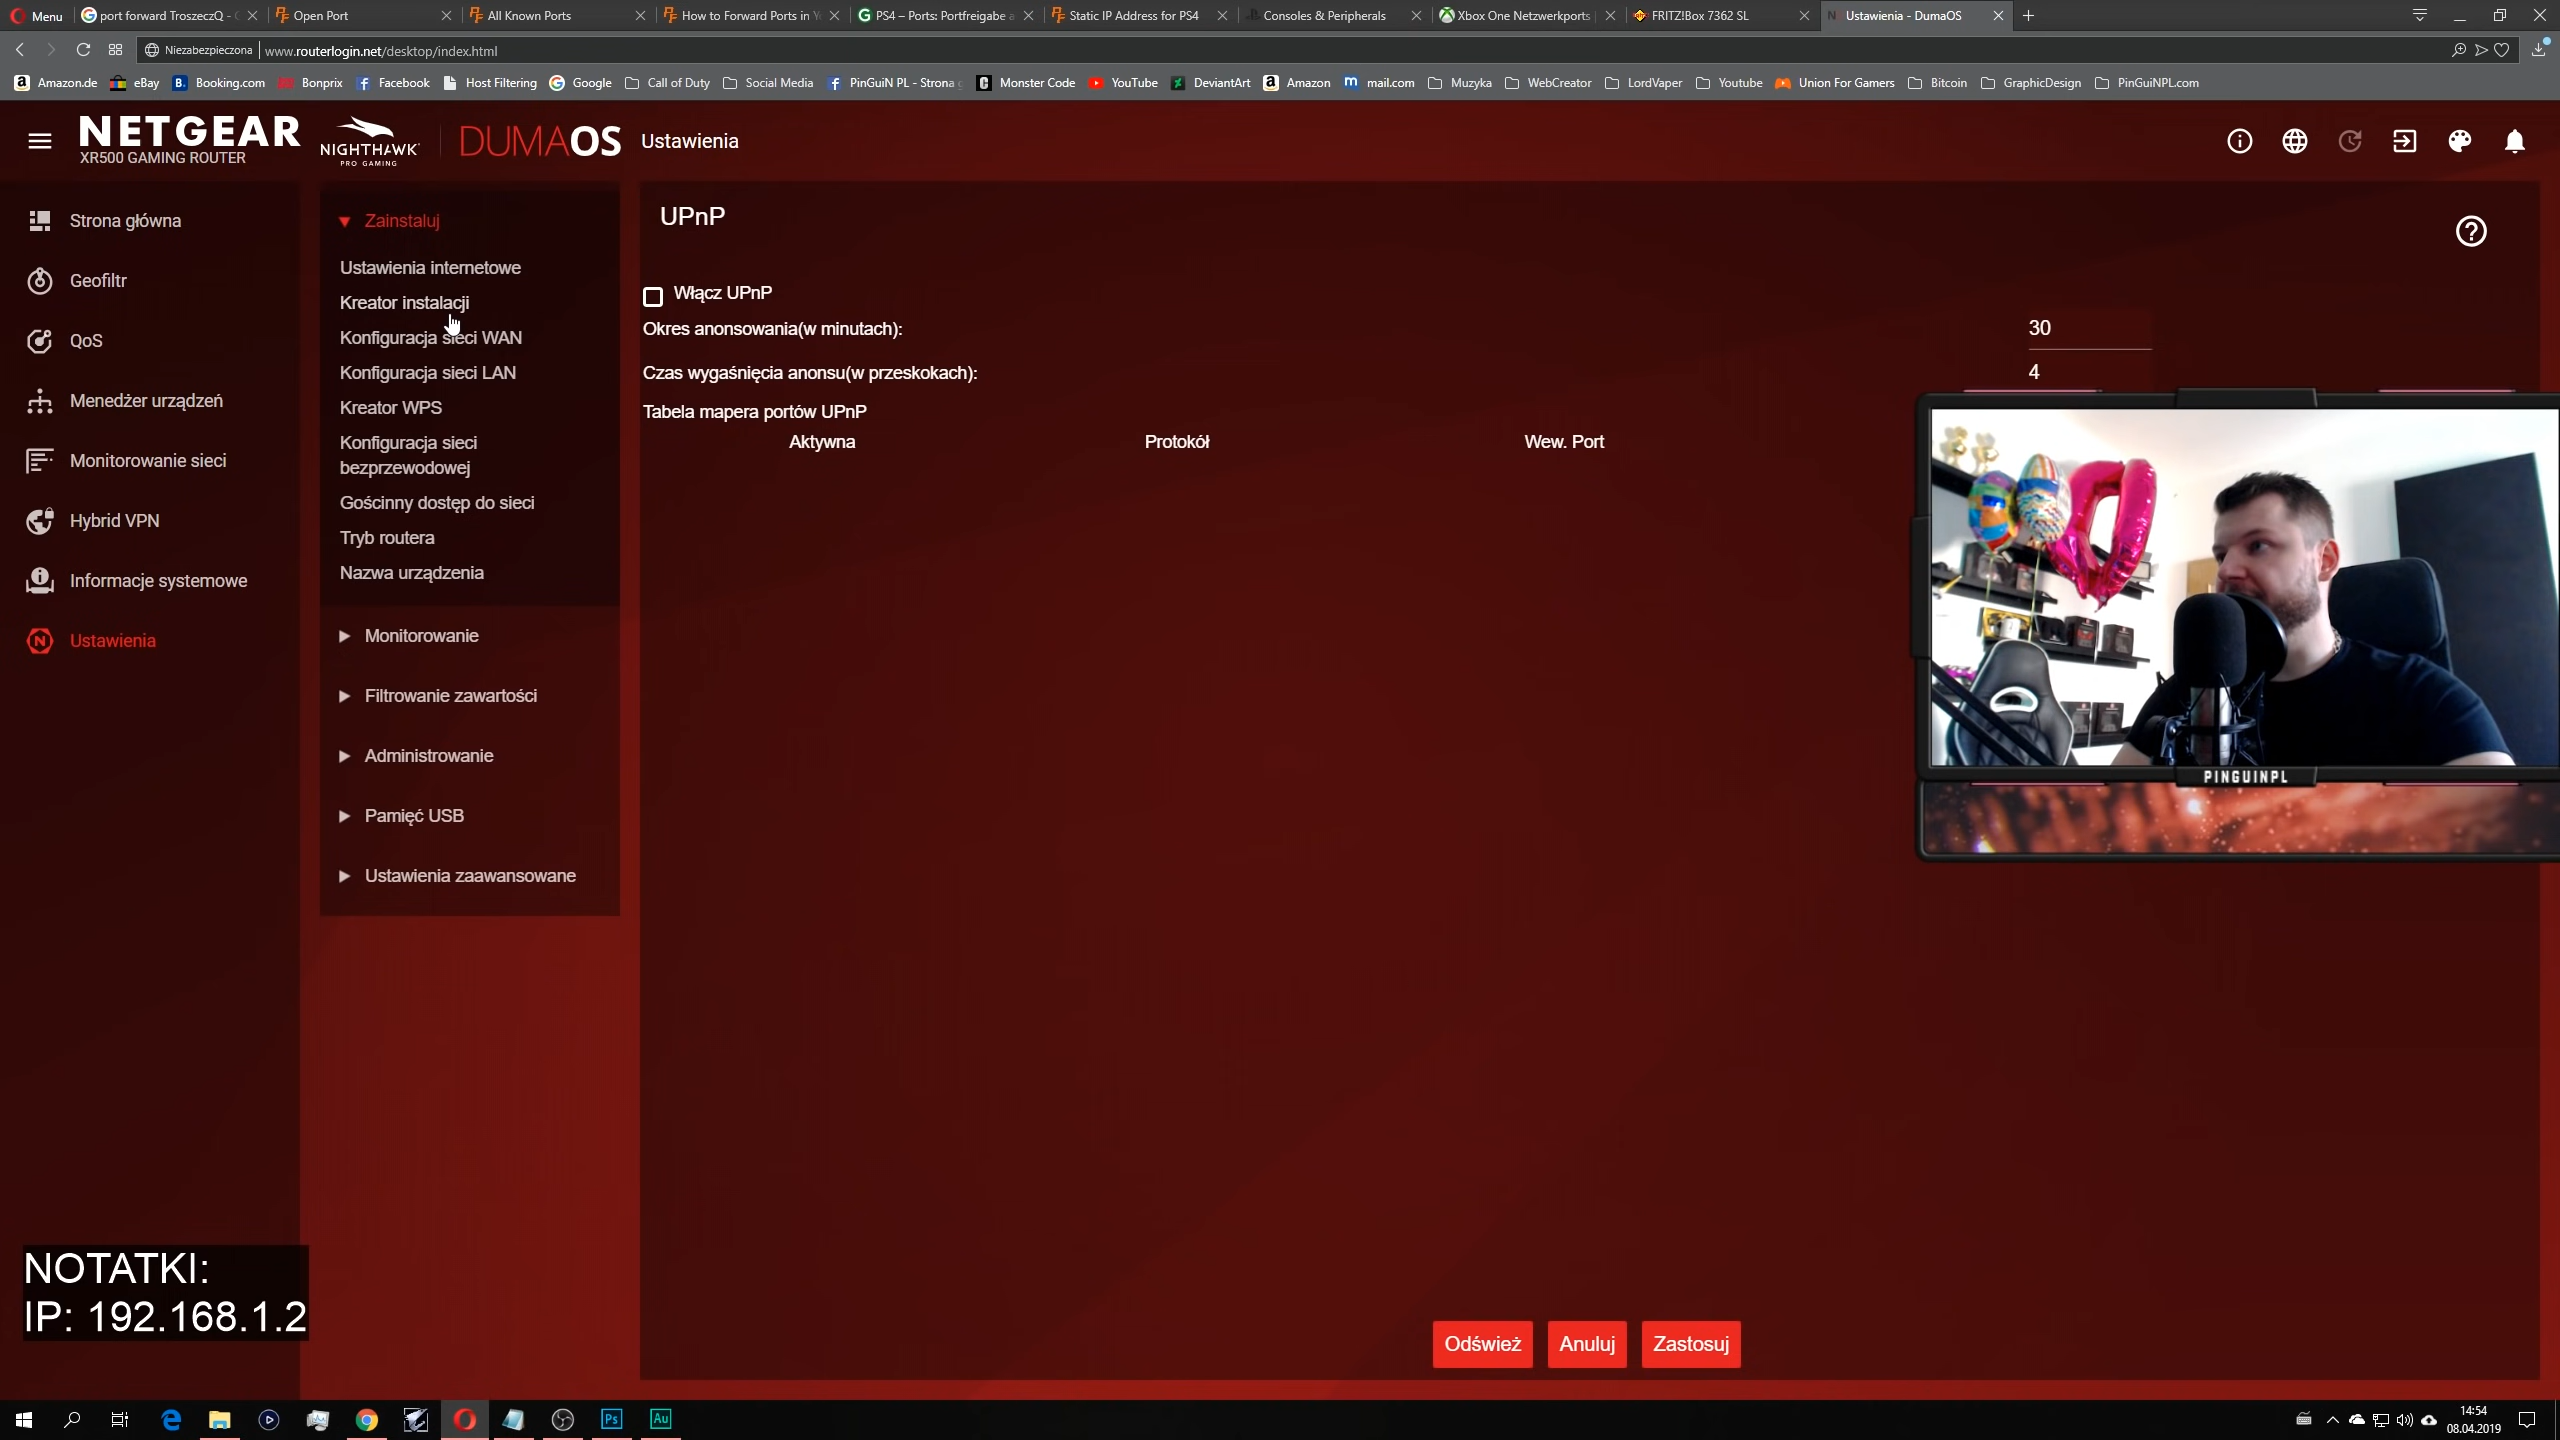 Menu
port forward TroszeczQ -
Open Port
All Known Ports
How to Forward Ports in
PS4 – Ports: Portfreigabe
Static IP Address for PS4
Consoles & Peripherals
Xbox One Netzwerkports
FRITZ!Box 7362 SL
Ustawienia - DumaOS
Niezabezpieczona
www.routerlogin.net/desktop/index.html
Amazon.de
eBay
Booking.com
Bonprix
Facebook
Host Filtering
Google
Call of Duty
Social Media
PinGuiN PL - Strona
Monster Code
YouTube
DeviantArt
Amazon
mail.com
Muzyka
WebCreator
LordVaper
Youtube
Union For Gamers
Bitcoin
GraphicDesign
PinGuiNPL.com
NETGEAR
XR500 GAMING ROUTER
NIGHTHAWK
PRO GAMING
DUMAOS
Ustawienia
Strona główna
Geofiltr
QoS
Menedżer urządzeń
Monitorowanie sieci
Hybrid VPN
Informacje systemowe
Ustawienia
Zainstaluj
Ustawienia internetowe
Kreator instalacji
Konfiguracja sieci WAN
Konfiguracja sieci LAN
Kreator WPS
Konfiguracja sieci
bezprzewodowej
Gościnny dostęp do sieci
Tryb routera
Nazwa urządzenia
Monitorowanie
Filtrowanie zawartości
Administrowanie
Pamięć USB
Ustawienia zaawansowane
UPnP
Włącz UPnP
Okres anonsowania(w minutach):
30
Czas wygaśnięcia anonsu(w przeskokach):
4
Tabela mapera portów UPnP
Aktywna
Protokół
Wew. Port
PINGUINPL
NOTATKI:
IP: 192.168.1.2
Odśwież
Anuluj
Zastosuj
Ps
Au
14:54
08.04.2019